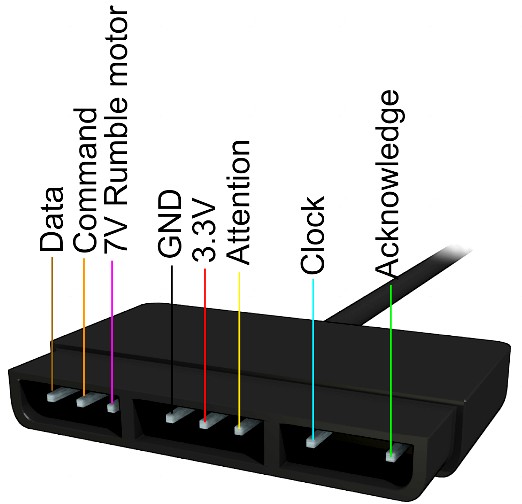 Data
Command
7V Rumble motor
GND
3.3V
Attention
Clock
Acknowledge